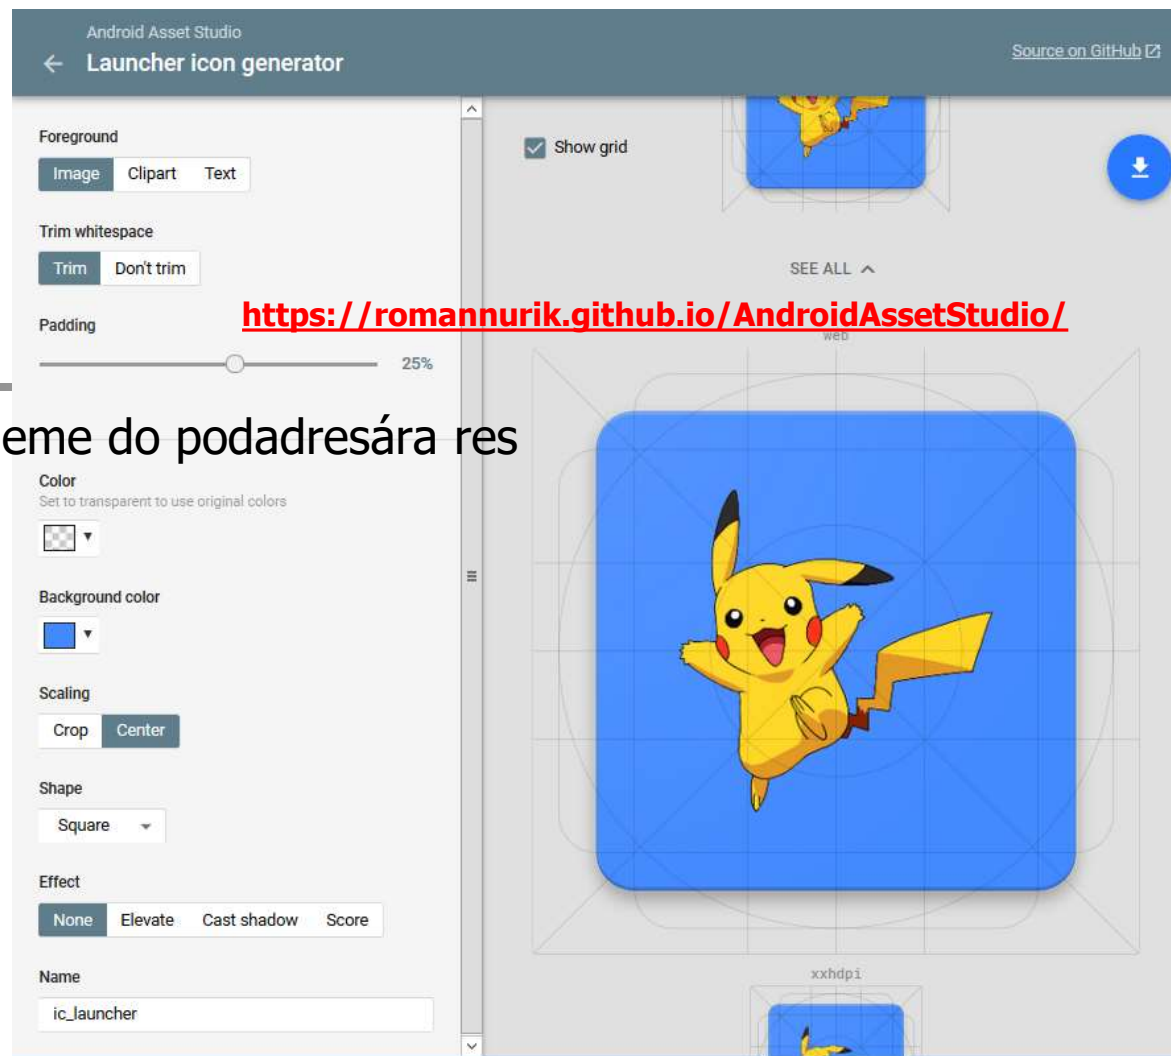 Android Asset Studio
Launcher icon generator
Source on GitHub
Foreground
Image Clipart Text
Show grid
Trim whitespace
Trim Don't trim
SEE ALL
https://romannurik.github.io/AndroidAssetStudio/
Padding
web
25%
eme do podadresára res
Color
Set to transparent to use original colors
Background color
Scaling
Crop Center
Shape
Square
Effect
None Elevate Cast shadow Score
Name
xxhdpi
ic_launcher